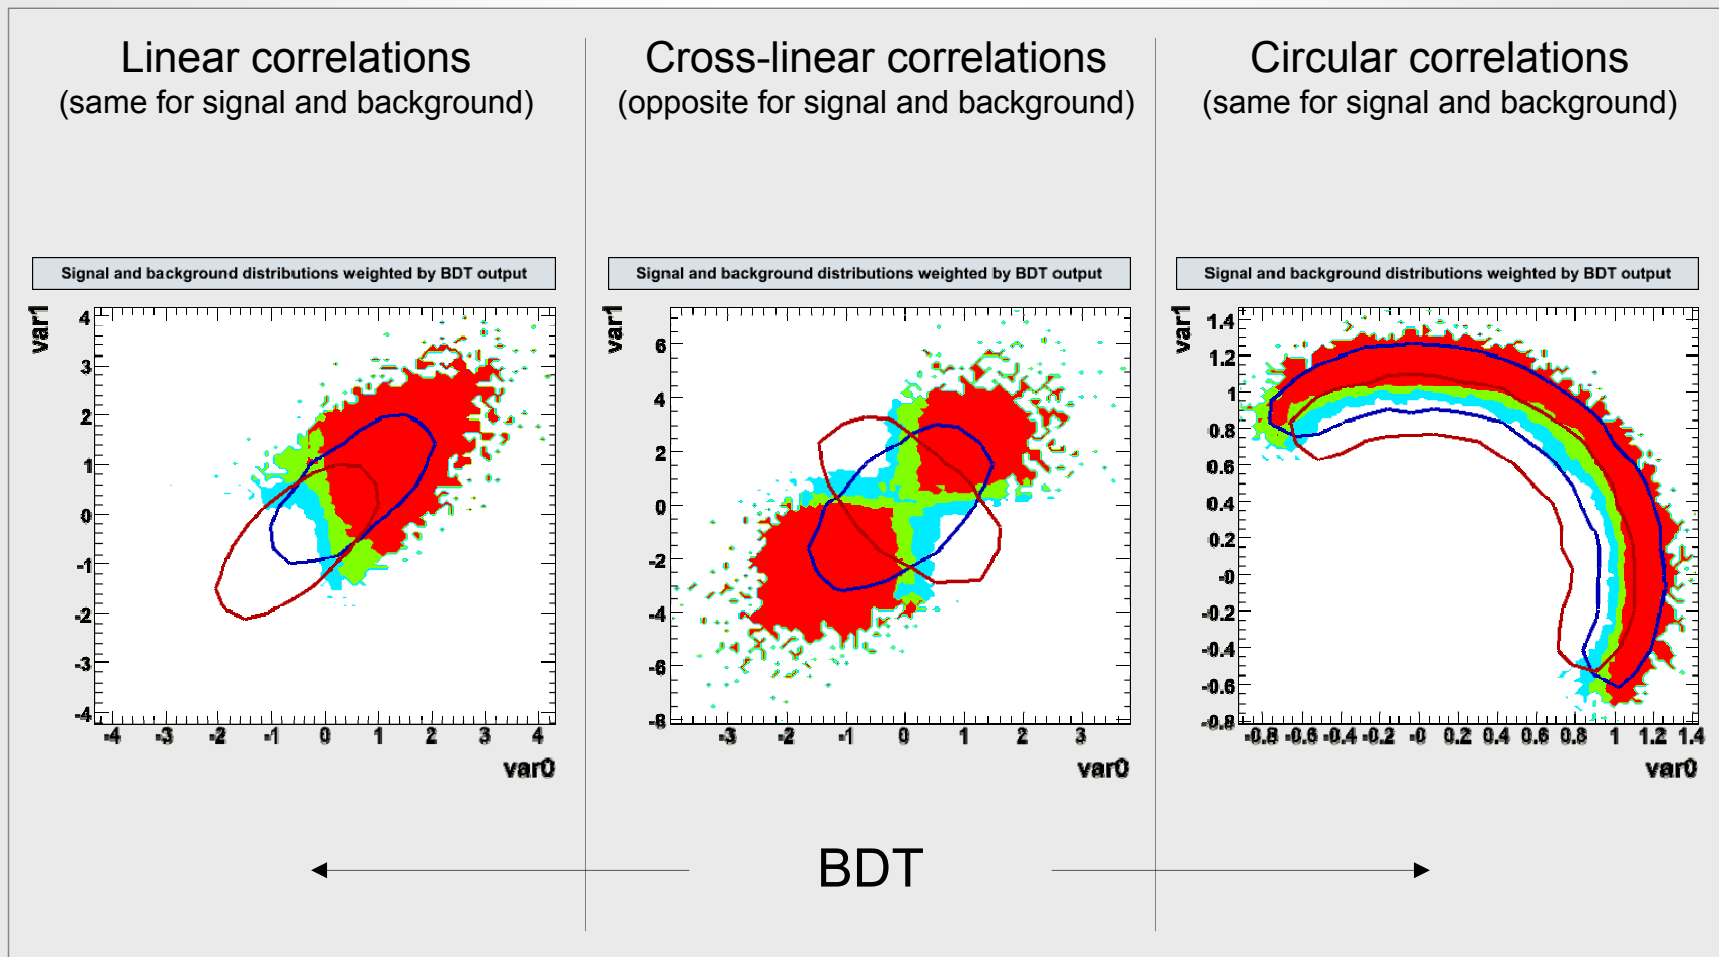 Linear correlations
(same for signal and background)
Cross-linear correlations
(opposite for signal and background)
Circular correlations
(same for signal and background)
Signal and background distributions weighted by BDT output
var1
4
3
2
1
0
-1
-2
-3
-4
-4 -3 -2 -1 0 1 2 3 4
var0
Signal and background distributions weighted by BDT output
var1
6
4
2
0
-2
-4
-6
-8
-3 -2 -1 0 1 2 3
var0
Signal and background distributions weighted by BDT output
var1
1.4
1.2
1
0.8
0.6
0.4
0.2
-0
-0.2
-0.4
-0.6
-0.8
-0.8 -0.6 -0.4 -0.2 -0 0.2 0.4 0.6 0.8 1 1.2 1.4
var0
BDT